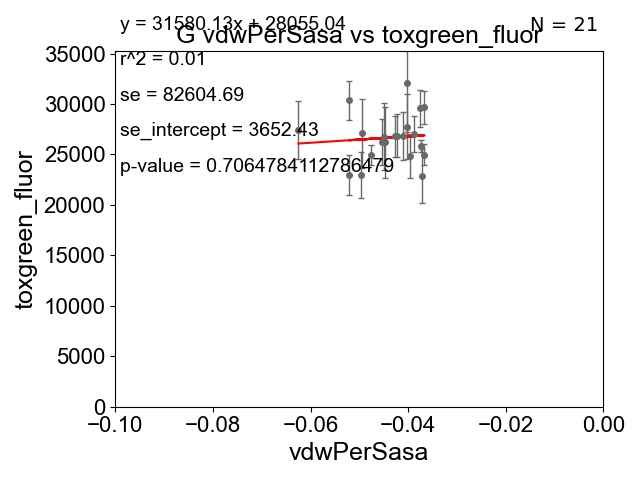 y = 31580.13x + 28055.04
N = 21
G vdwPerSasa vs toxgreen_fluor
r^2 = 0.01
se = 82604.69
se_intercept = 3652.43
p-value = 0.7064784112786479
toxgreen_fluor
35000
30000
25000
20000
15000
10000
5000
0
−0.10
−0.08
−0.06
−0.04
−0.02
0.00
vdwPerSasa